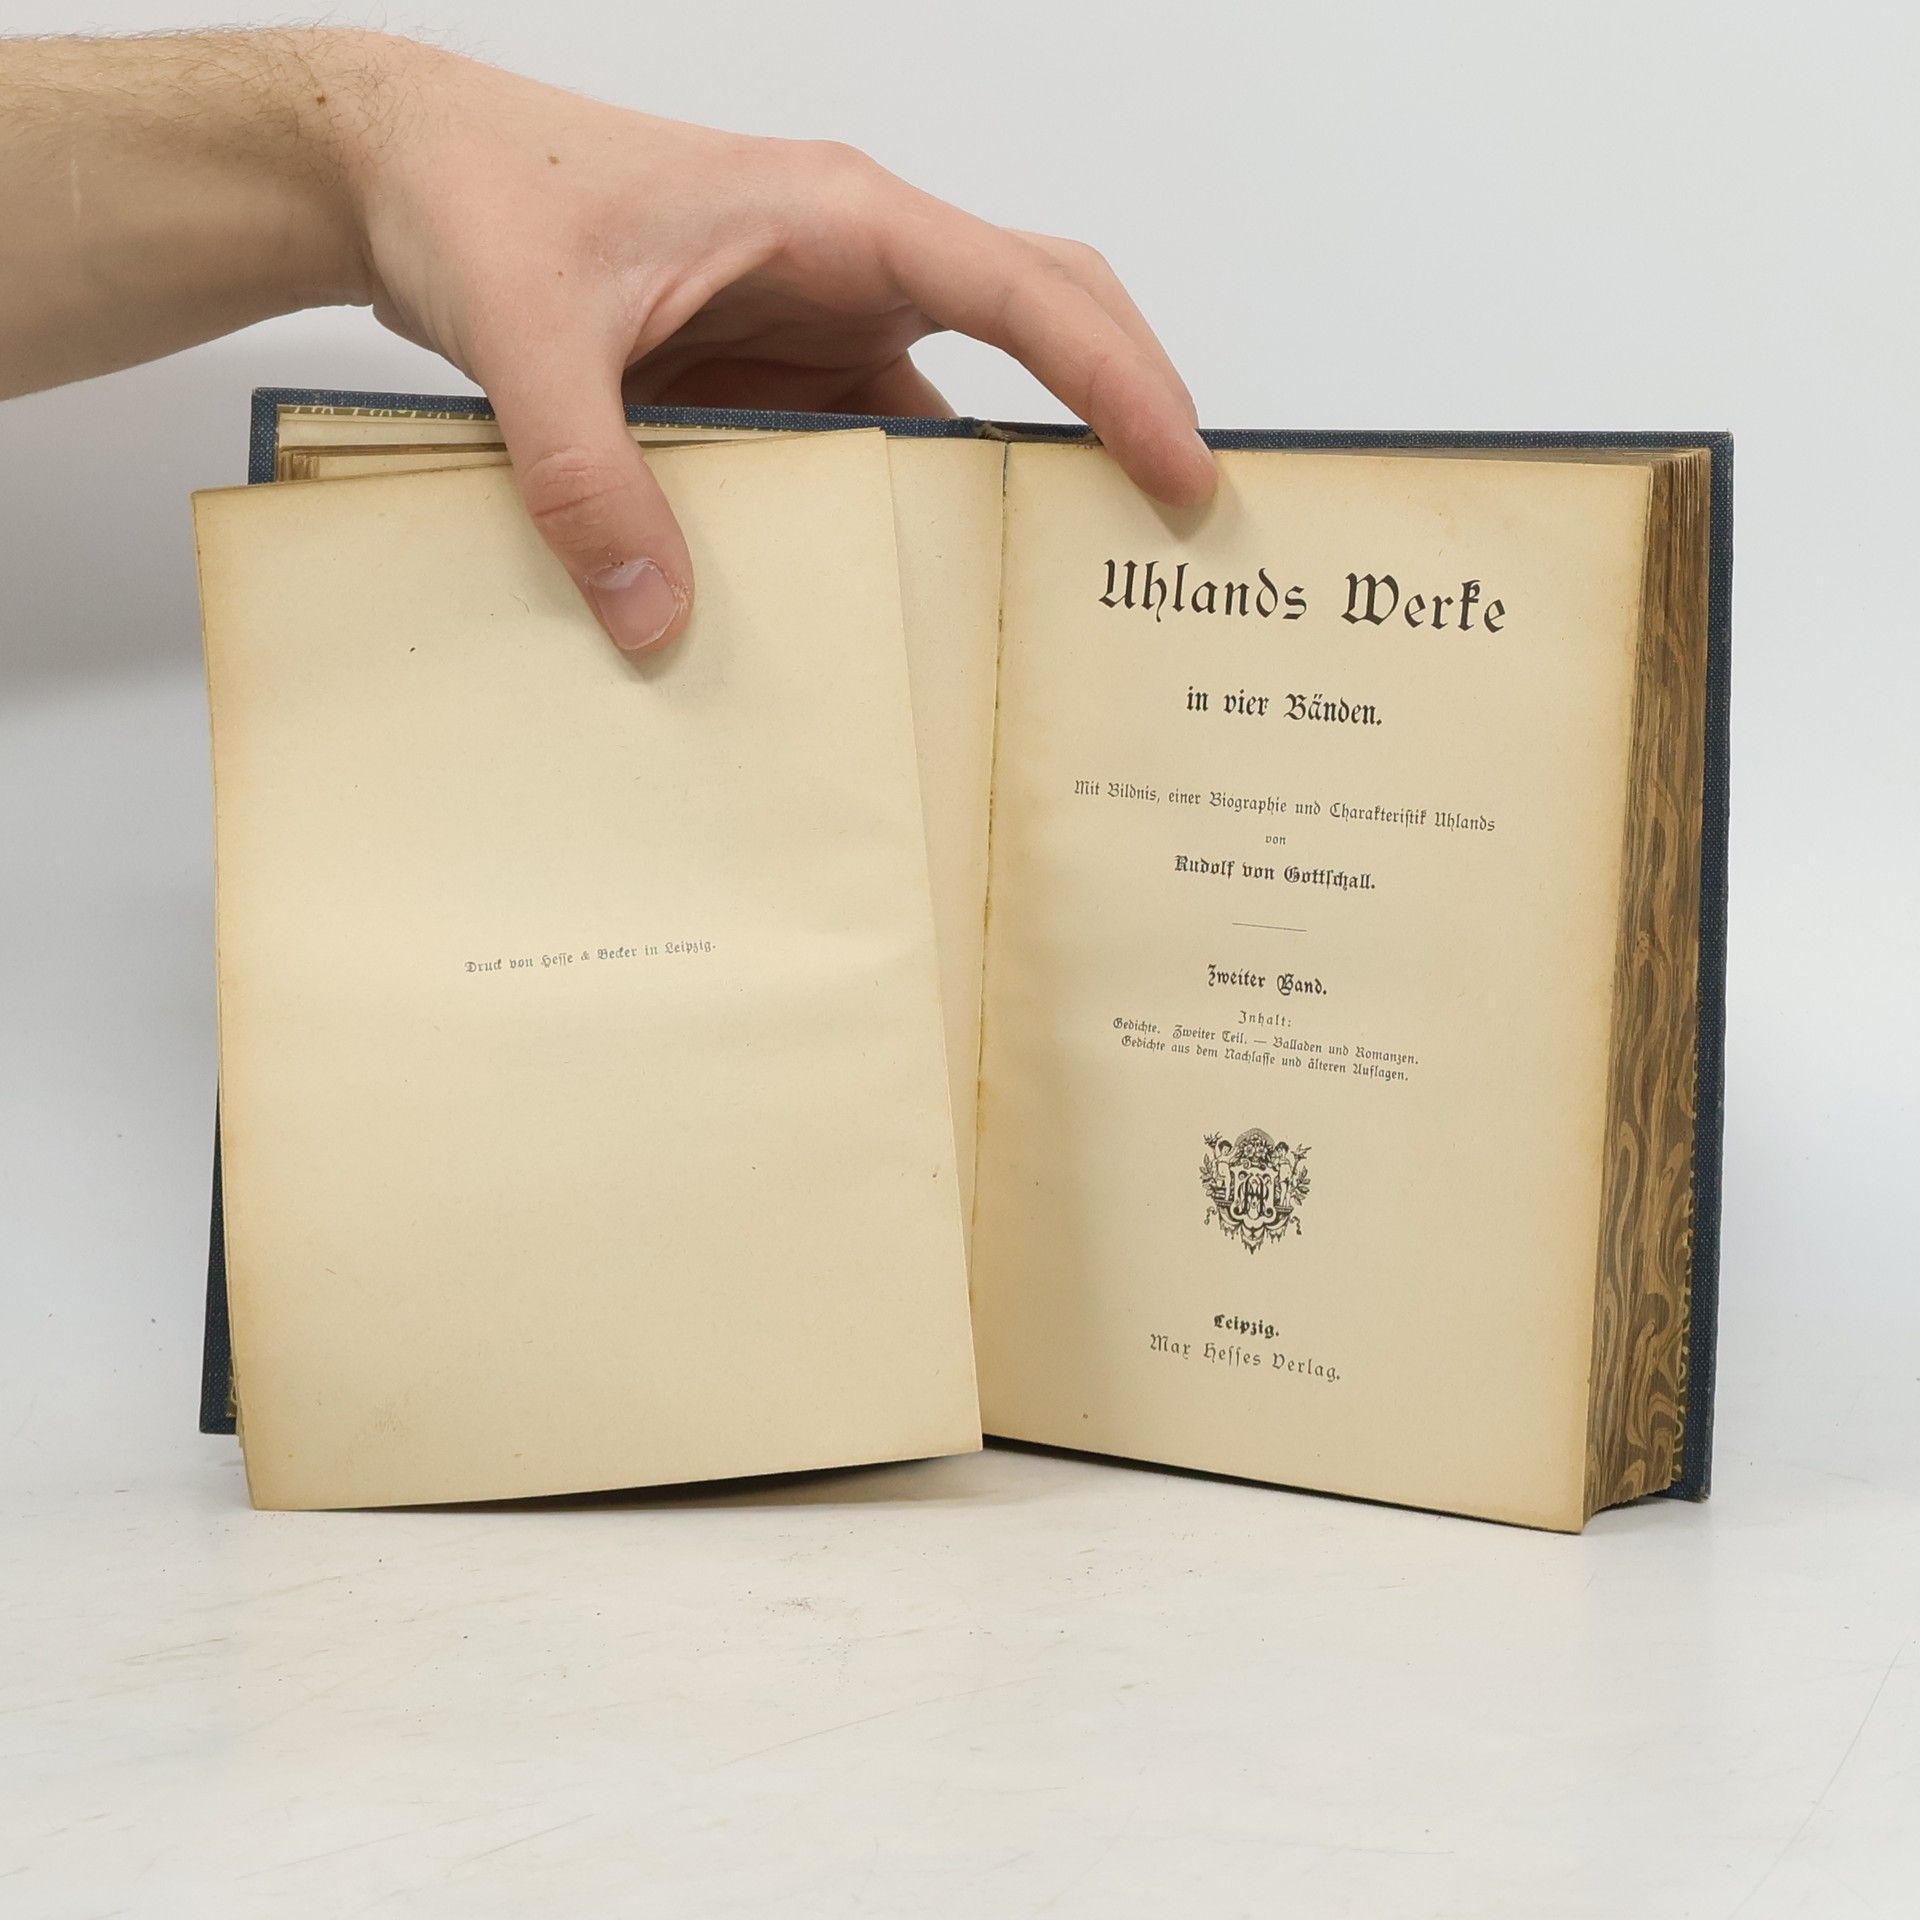 Druck von Hesse & Becker in Leipzig.
Uhlands Werke
in vier Bänden.
Mit Bildnis, einer Biographie und Charakteriſtik Uhlands
von
Rudolf von Gottſchall.
Zweiter Band.
Inhalt:
Gedichte. Zweiter Teil. — Balladen und Romanzen.
Gedichte aus dem Nachlaſſe und älteren Auflagen.
Leipzig.
Max Heſſes Verlag.